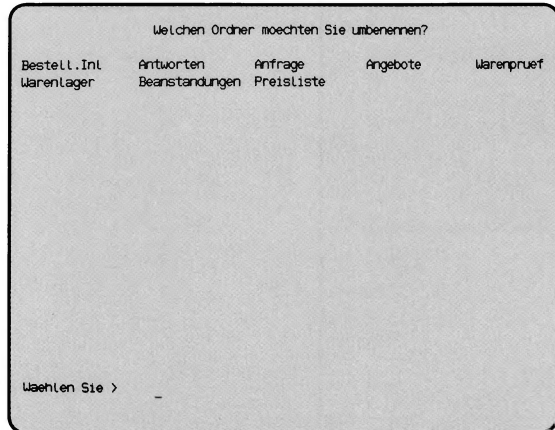 Welchen Ordner moechten Sie umbenennen?
Bestell.Inl Antworten Anfrage Angebote Warenpruef
Warenlager Beanstandungen Preisliste
Waehlen Sie > _